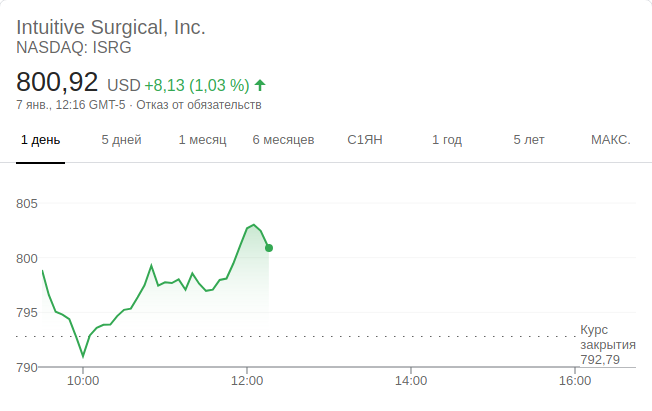 Intuitive Surgical, Inc.
NASDAQ: ISRG
800,92 USD +8,13 (1,03 %)
7 янв., 12:16 GMT-5 · Отказ от обязательств
1 день 5 дней 1 месяц 6 месяцев С1ЯН 1 год 5 лет МАКС.
805
800
795
Курс
закрытия
792,79
790
10:00 12:00 14:00 16:00